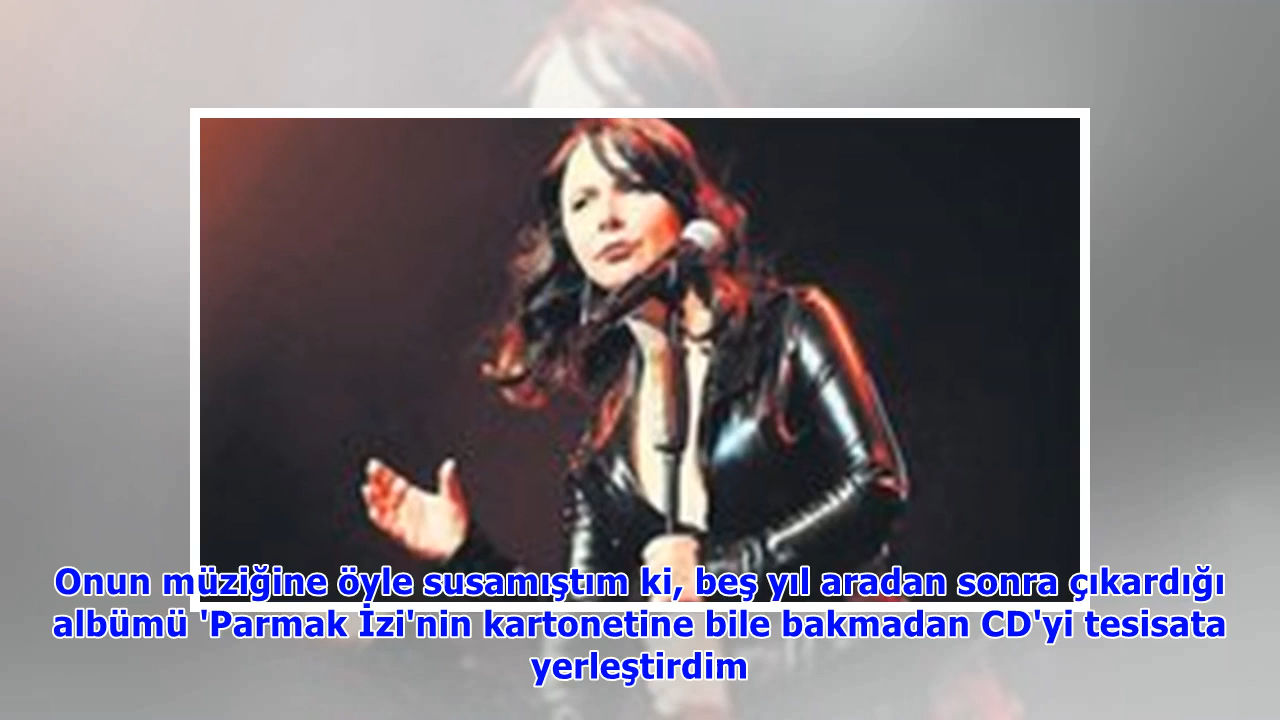 Onun müziğine öyle susamıştım ki, beş yıl aradan sonra çıkardığı
albümü 'Parmak İzi'nin kartonetine bile bakmadan CD'yi tesisata
yerleştirdim